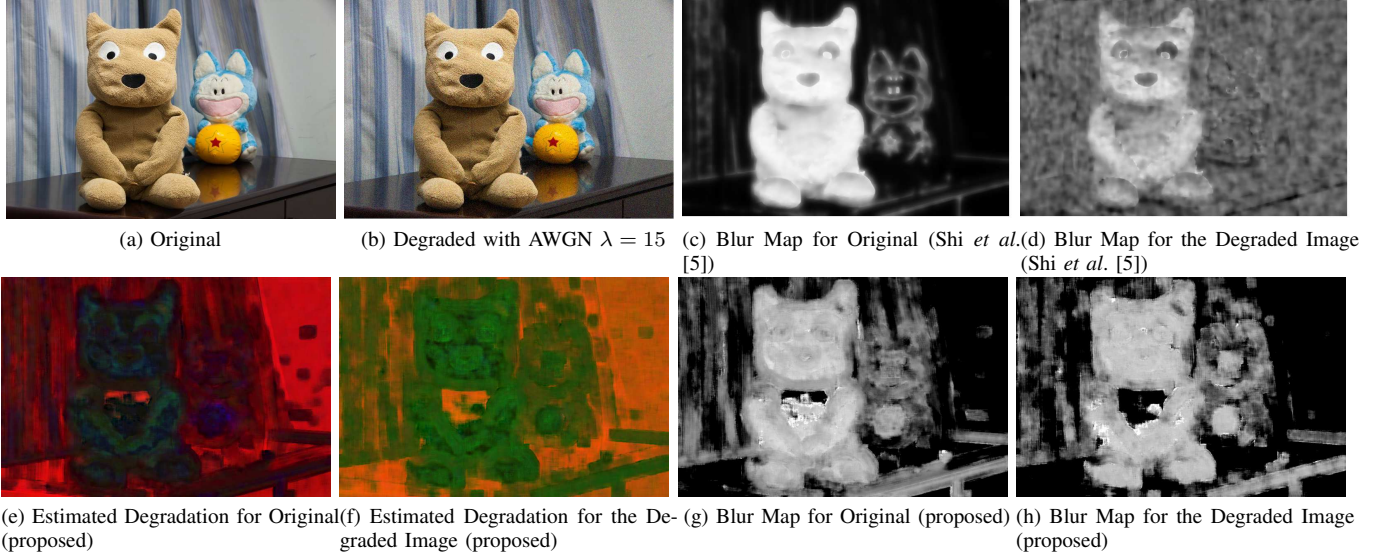 (a) Original
(b) Degraded with AWGN λ = 15
(c) Blur Map for Original (Shi et al.
[5])
(d) Blur Map for the Degraded Image
(Shi et al. [5])
(e) Estimated Degradation for Original
(proposed)
(f) Estimated Degradation for the De-
graded Image (proposed)
(g) Blur Map for Original (proposed)
(h) Blur Map for the Degraded Image
(proposed)